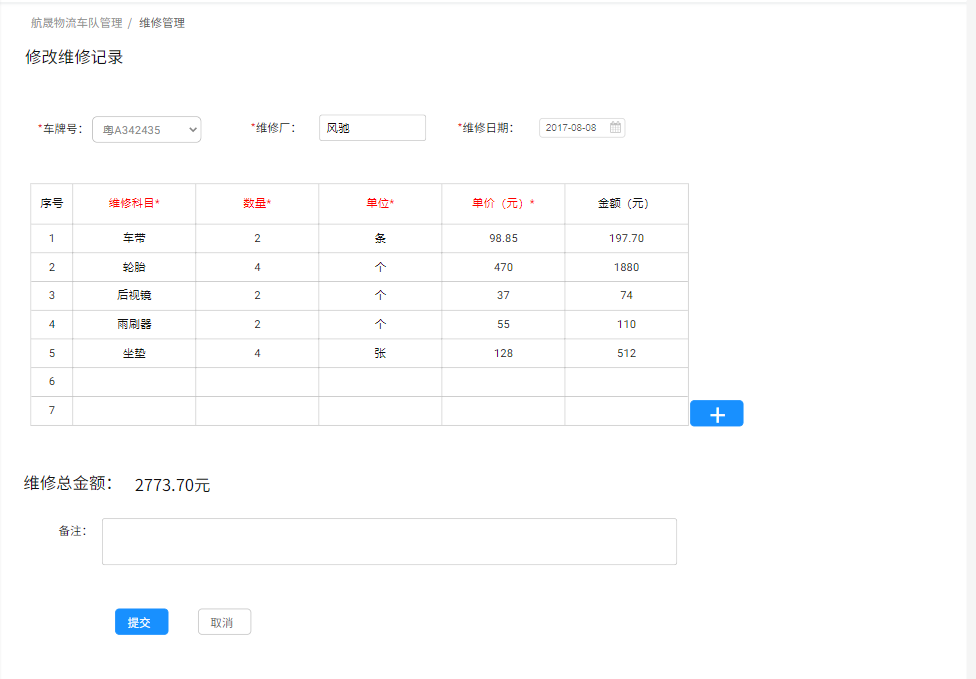 航晟物流车队管理 / 维修管理
修改维修记录
*车牌号： 粤A342435 *维修厂： 风驰 *维修日期： 2017-08-08
序号 维修科目* 数量* 单位* 单价（元）* 金额（元）
1 车带 2 条 98.85 197.70
2 轮胎 4 个 470 1880
3 后视镜 2 个 37 74
4 雨刷器 2 个 55 110
5 坐垫 4 张 128 512
6
7
维修总金额： 2773.70元
备注：
提交 取消